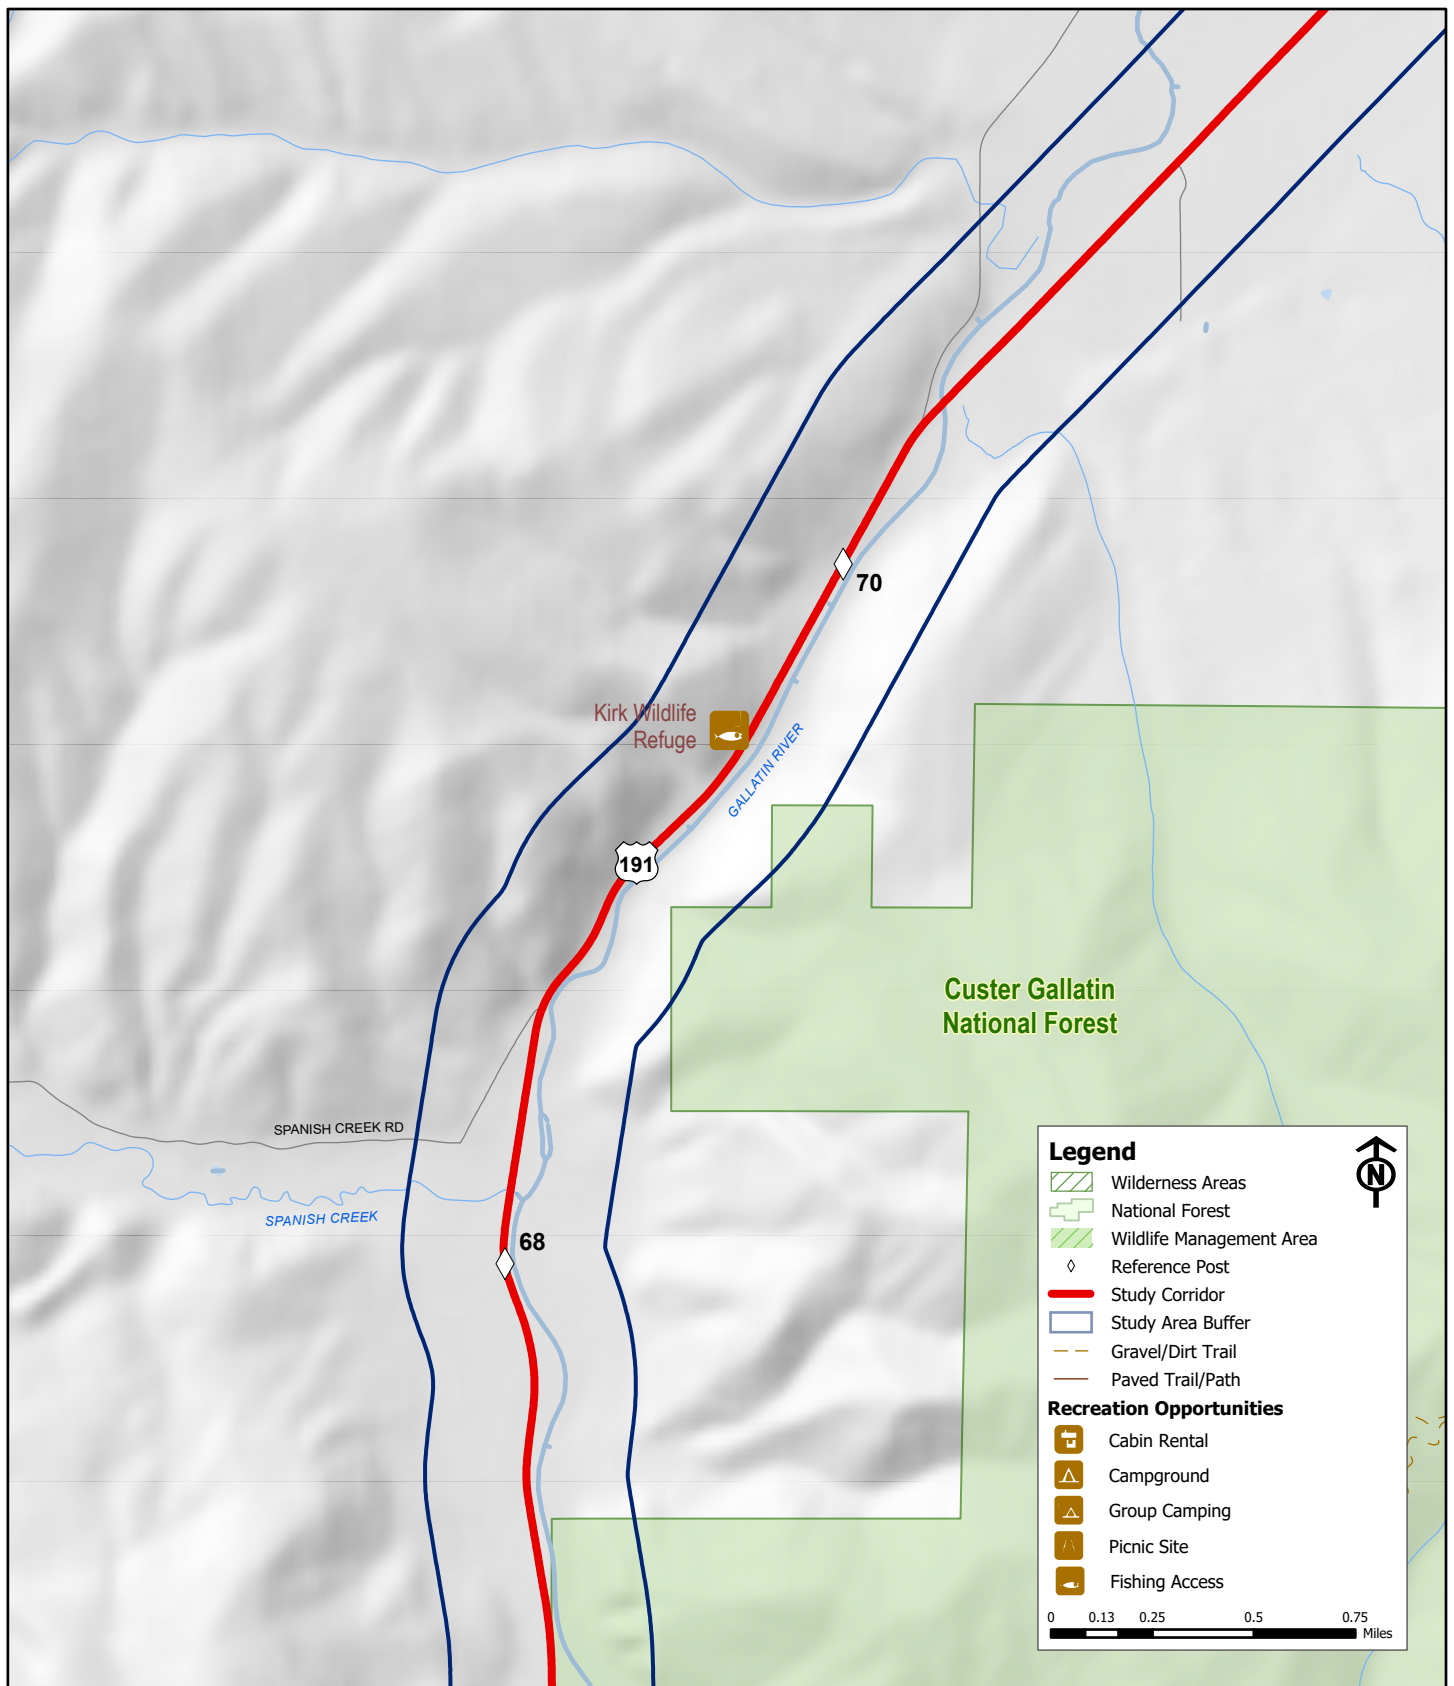 70
Kirk Wildlife
Refuge
GALLATIN RIVER
191
Custer Gallatin
National Forest
SPANISH CREEK RD
SPANISH CREEK
68
Legend
N
Wilderness Areas
National Forest
Wildlife Management Area
Reference Post
Study Corridor
Study Area Buffer
Gravel/Dirt Trail
Paved Trail/Path
Recreation Opportunities
Cabin Rental
Campground
Group Camping
Picnic Site
Fishing Access
0 0.13 0.25 0.5 0.75
Miles